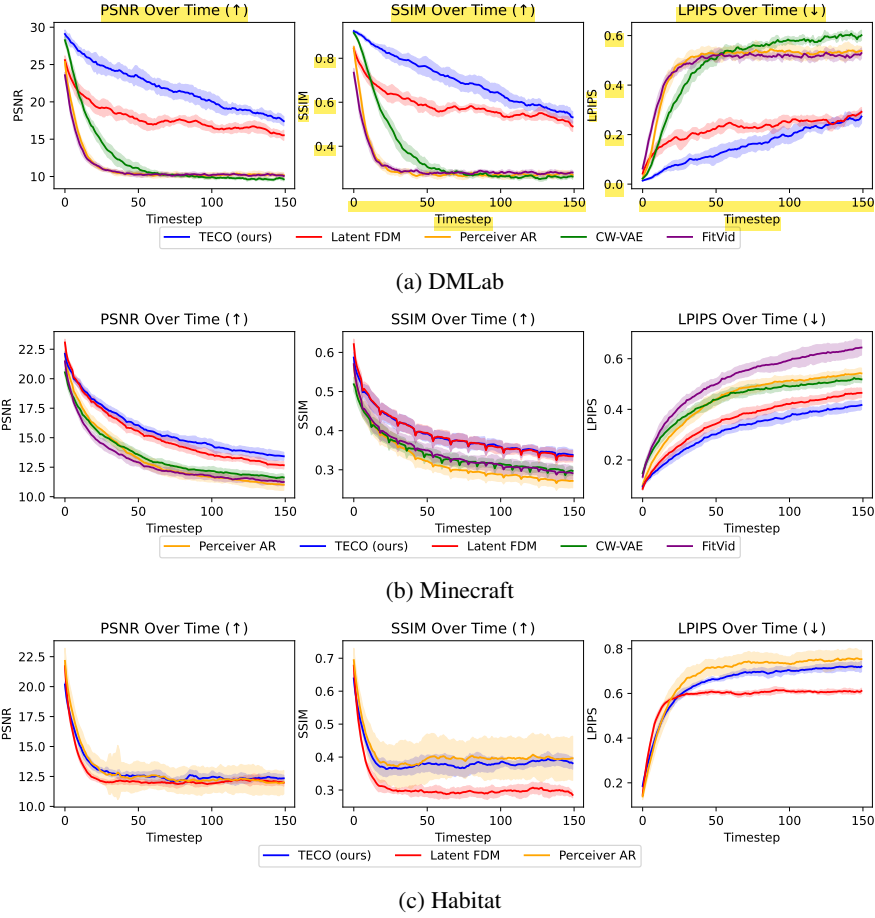 PSNR Over Time (↑) SSIM Over Time (↑) LPIPS Over Time (↓)
PSNR
30
25
20
15
10
0 50 100 150
Timestep
SSIM
0.8
0.6
0.4
0 50 100 150
Timestep
LPIPS
0.6
0.4
0.2
0.0
0 50 100 150
Timestep
TECO (ours) Latent FDM Perceiver AR CW-VAE FitVid
(a) DMLab
PSNR Over Time (↑) SSIM Over Time (↑) LPIPS Over Time (↓)
PSNR
22.5
20.0
17.5
15.0
12.5
10.0
0 50 100 150
Timestep
SSIM
0.6
0.5
0.4
0.3
0 50 100 150
Timestep
LPIPS
0.6
0.4
0.2
0 50 100 150
Timestep
Perceiver AR TECO (ours) Latent FDM CW-VAE FitVid
(b) Minecraft
PSNR Over Time (↑) SSIM Over Time (↑) LPIPS Over Time (↓)
PSNR
22.5
20.0
17.5
15.0
12.5
10.0
0 50 100 150
Timestep
SSIM
0.7
0.6
0.5
0.4
0.3
0 50 100 150
Timestep
LPIPS
0.8
0.6
0.4
0.2
0 50 100 150
Timestep
TECO (ours) Latent FDM Perceiver AR
(c) Habitat